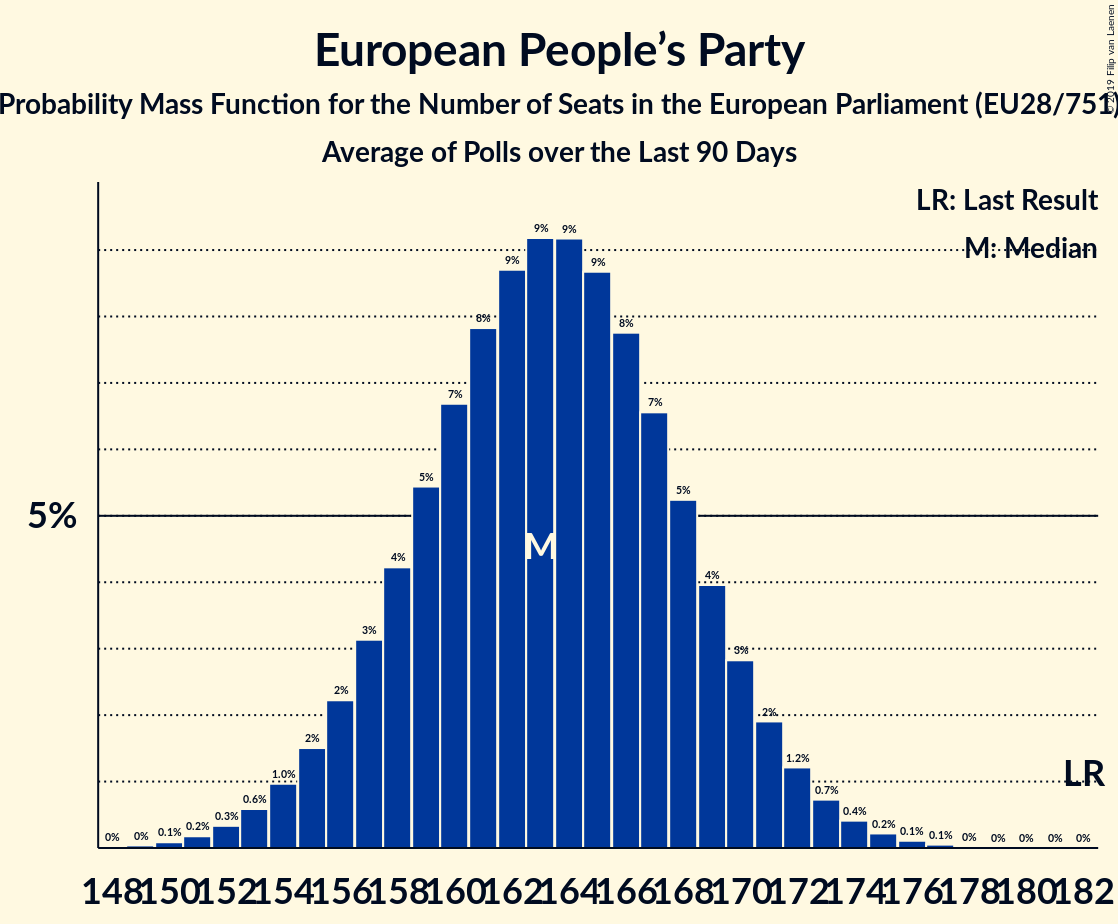 European People’s Party
Probability Mass Function for the Number of Seats in the European Parliament (EU28/751)
Average of Polls over the Last 90 Days
© 2019 Filip van Laenen
LR: Last Result
M: Median
5%
0% 0% 0.1% 0.2% 0.3% 0.6% 1.0% 2% 2% 3% 4% 5% 7% 8% 9% 9% 9% 9% 8% 7% 5% 4% 3% 2% 1.2% 0.7% 0.4% 0.2% 0.1% 0.1% 0% 0% 0% 0% 0%
M
LR
148 150 152 154 156 158 160 162 164 166 168 170 172 174 176 178 180 182